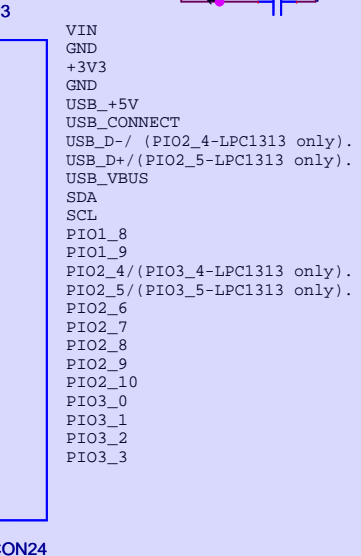 3
VIN
GND
+3V3
GND
USB_+5V
USB_CONNECT
USB_D-/ (PIO2_4-LPC1313 only).
USB_D+/(PIO2_5-LPC1313 only).
USB_VBUS
SDA
SCL
PIO1_8
PIO1_9
PIO2_4/(PIO3_4-LPC1313 only).
PIO2_5/(PIO3_5-LPC1313 only).
PIO2_6
PIO2_7
PIO2_8
PIO2_9
PIO2_10
PIO3_0
PIO3_1
PIO3_2
PIO3_3
CON24